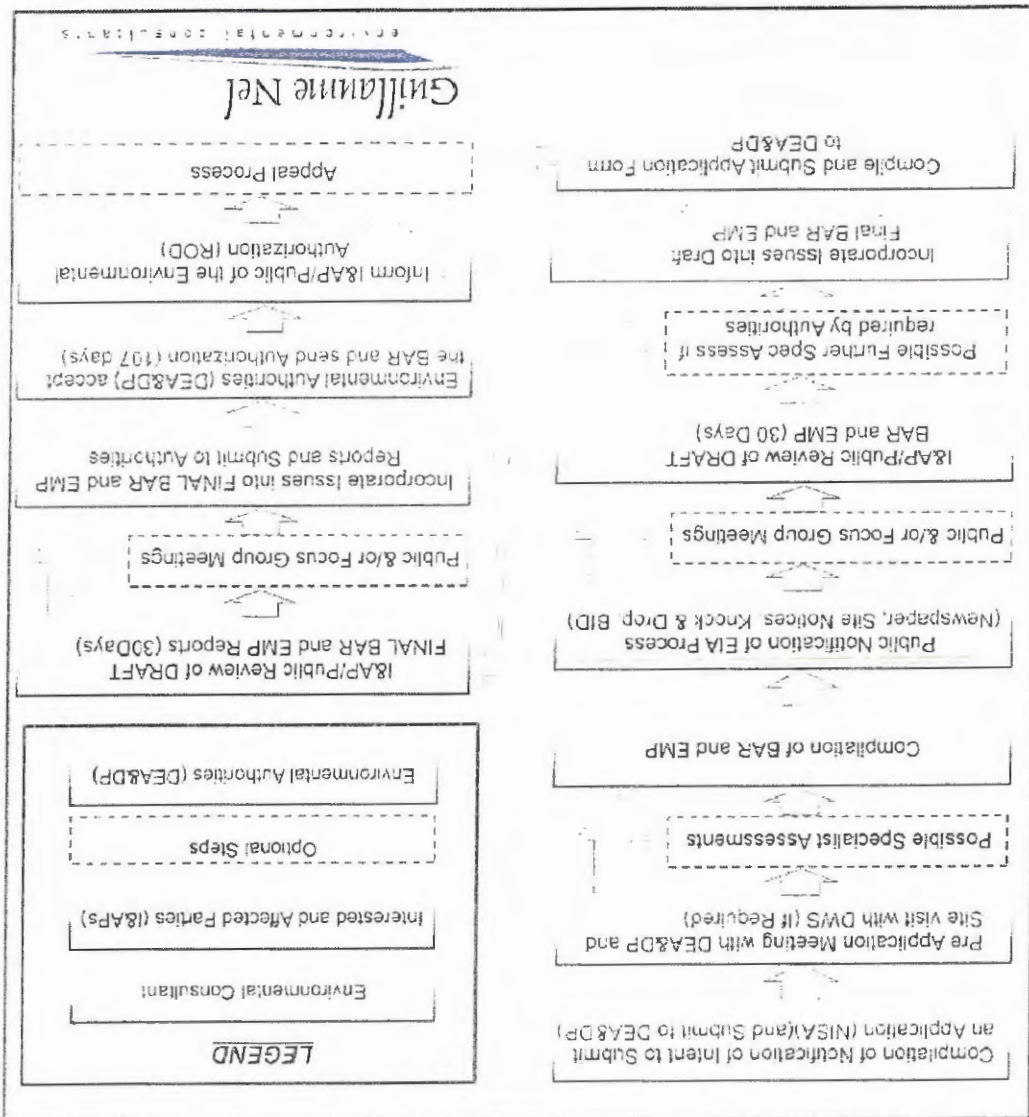 Compilation of Notification of Intent to Submit
an Application (NISA)(and Submit to DEA&DP)
Pre Application Meeting with DEA&DP and
Site visit with DWS (If Required)
Possible Specialist Assessments
Compilation of BAR and EMP
Public Notification of EIA Process
(Newspaper, Site Notices, Knock & Drop, BID)
Public &/or Focus Group Meetings
I&AP/Public Review of DRAFT
BAR and EMP (30 Days)
Possible Further Spec Assess if
required by Authorities
Incorporate Issues into Draft
Final BAR and EMP
Compile and Submit Application Form
to DEA&DP
LEGEND
Environmental Consultant
Interested and Affected Parties (I&APs)
Optional Steps
Environmental Authorities (DEA&DP)
I&AP/Public Review of DRAFT
FINAL BAR and EMP Reports (30Days)
Public &/or Focus Group Meetings
Incorporate Issues into FINAL BAR and EMP
Reports and Submit to Authorities
Environmental Authorities (DEA&DP) accept
the BAR and send Authorization (107 days)
Inform I&AP/Public of the Environmental
Authorization (ROD)
Appeal Process
Guillaume Nel
environmental consultants